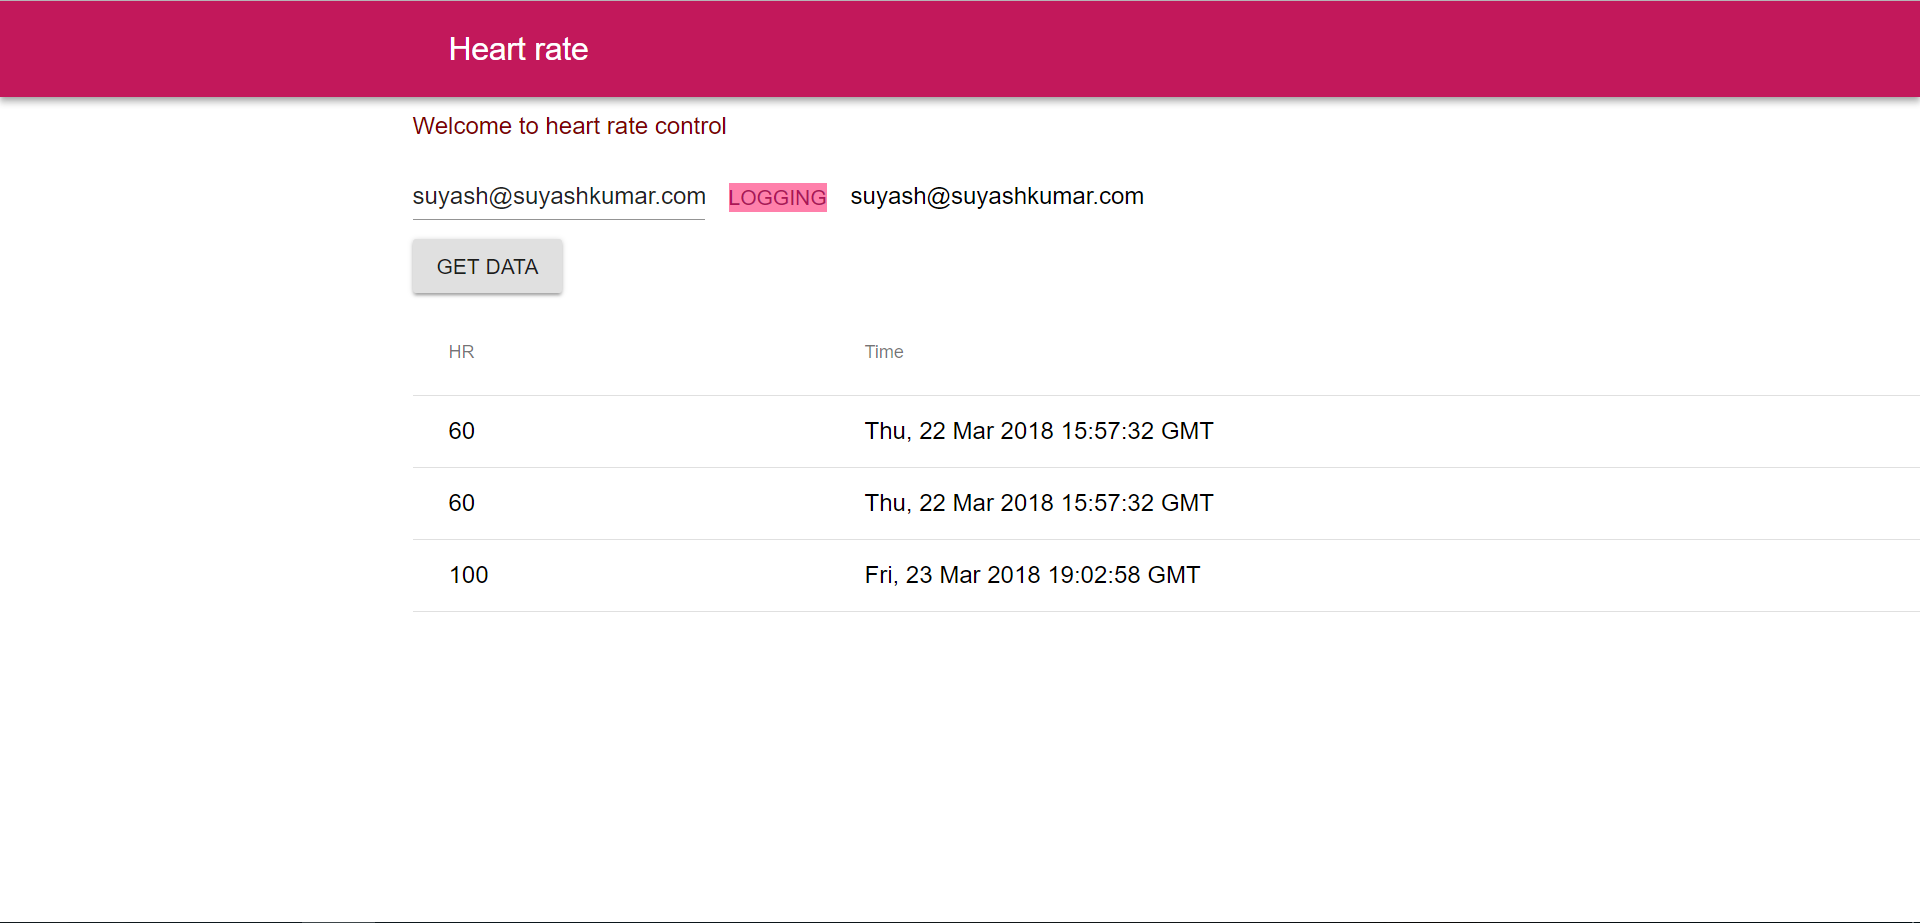 Heart rate
Welcome to heart rate control
suyash@suyashkumar.com LOGGING suyash@suyashkumar.com
GET DATA
HR Time
60 Thu, 22 Mar 2018 15:57:32 GMT
60 Thu, 22 Mar 2018 15:57:32 GMT
100 Fri, 23 Mar 2018 19:02:58 GMT